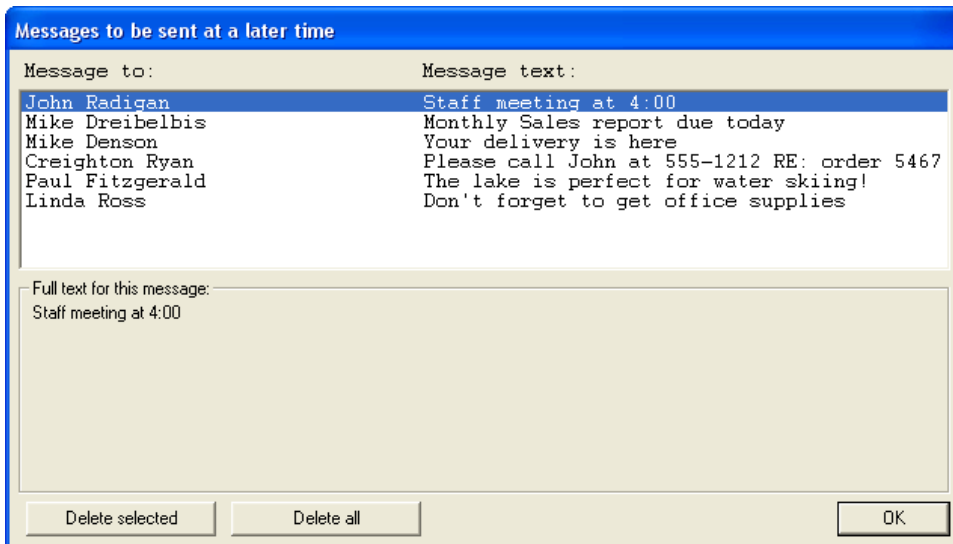 Messages to be sent at a later time
Message to: Message text:
John Radigan Staff meeting at 4:00
Mike Dreibelbis Monthly Sales report due today
Mike Denson Your delivery is here
Creighton Ryan Please call John at 555-1212 RE: order 5467
Paul Fitzgerald The lake is perfect for water skiing!
Linda Ross Don't forget to get office supplies
Full text for this message:
Staff meeting at 4:00
Delete selected Delete all OK